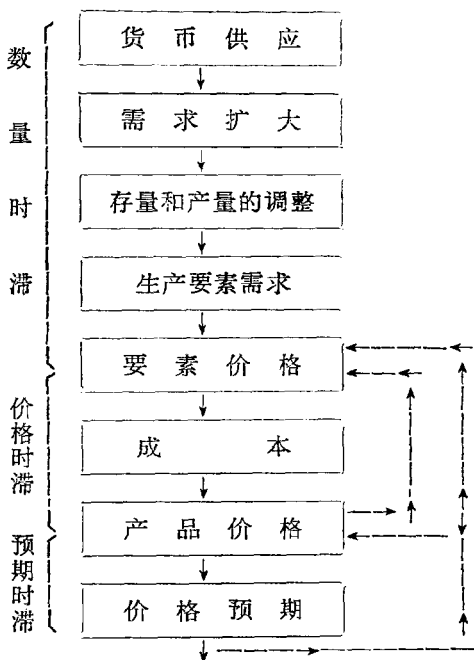 货币供应
需求扩大
存量和产量的调整
生产要素需求
要素价格
成本
产品价格
价格预期
数量时滞
价格时滞
预期时滞